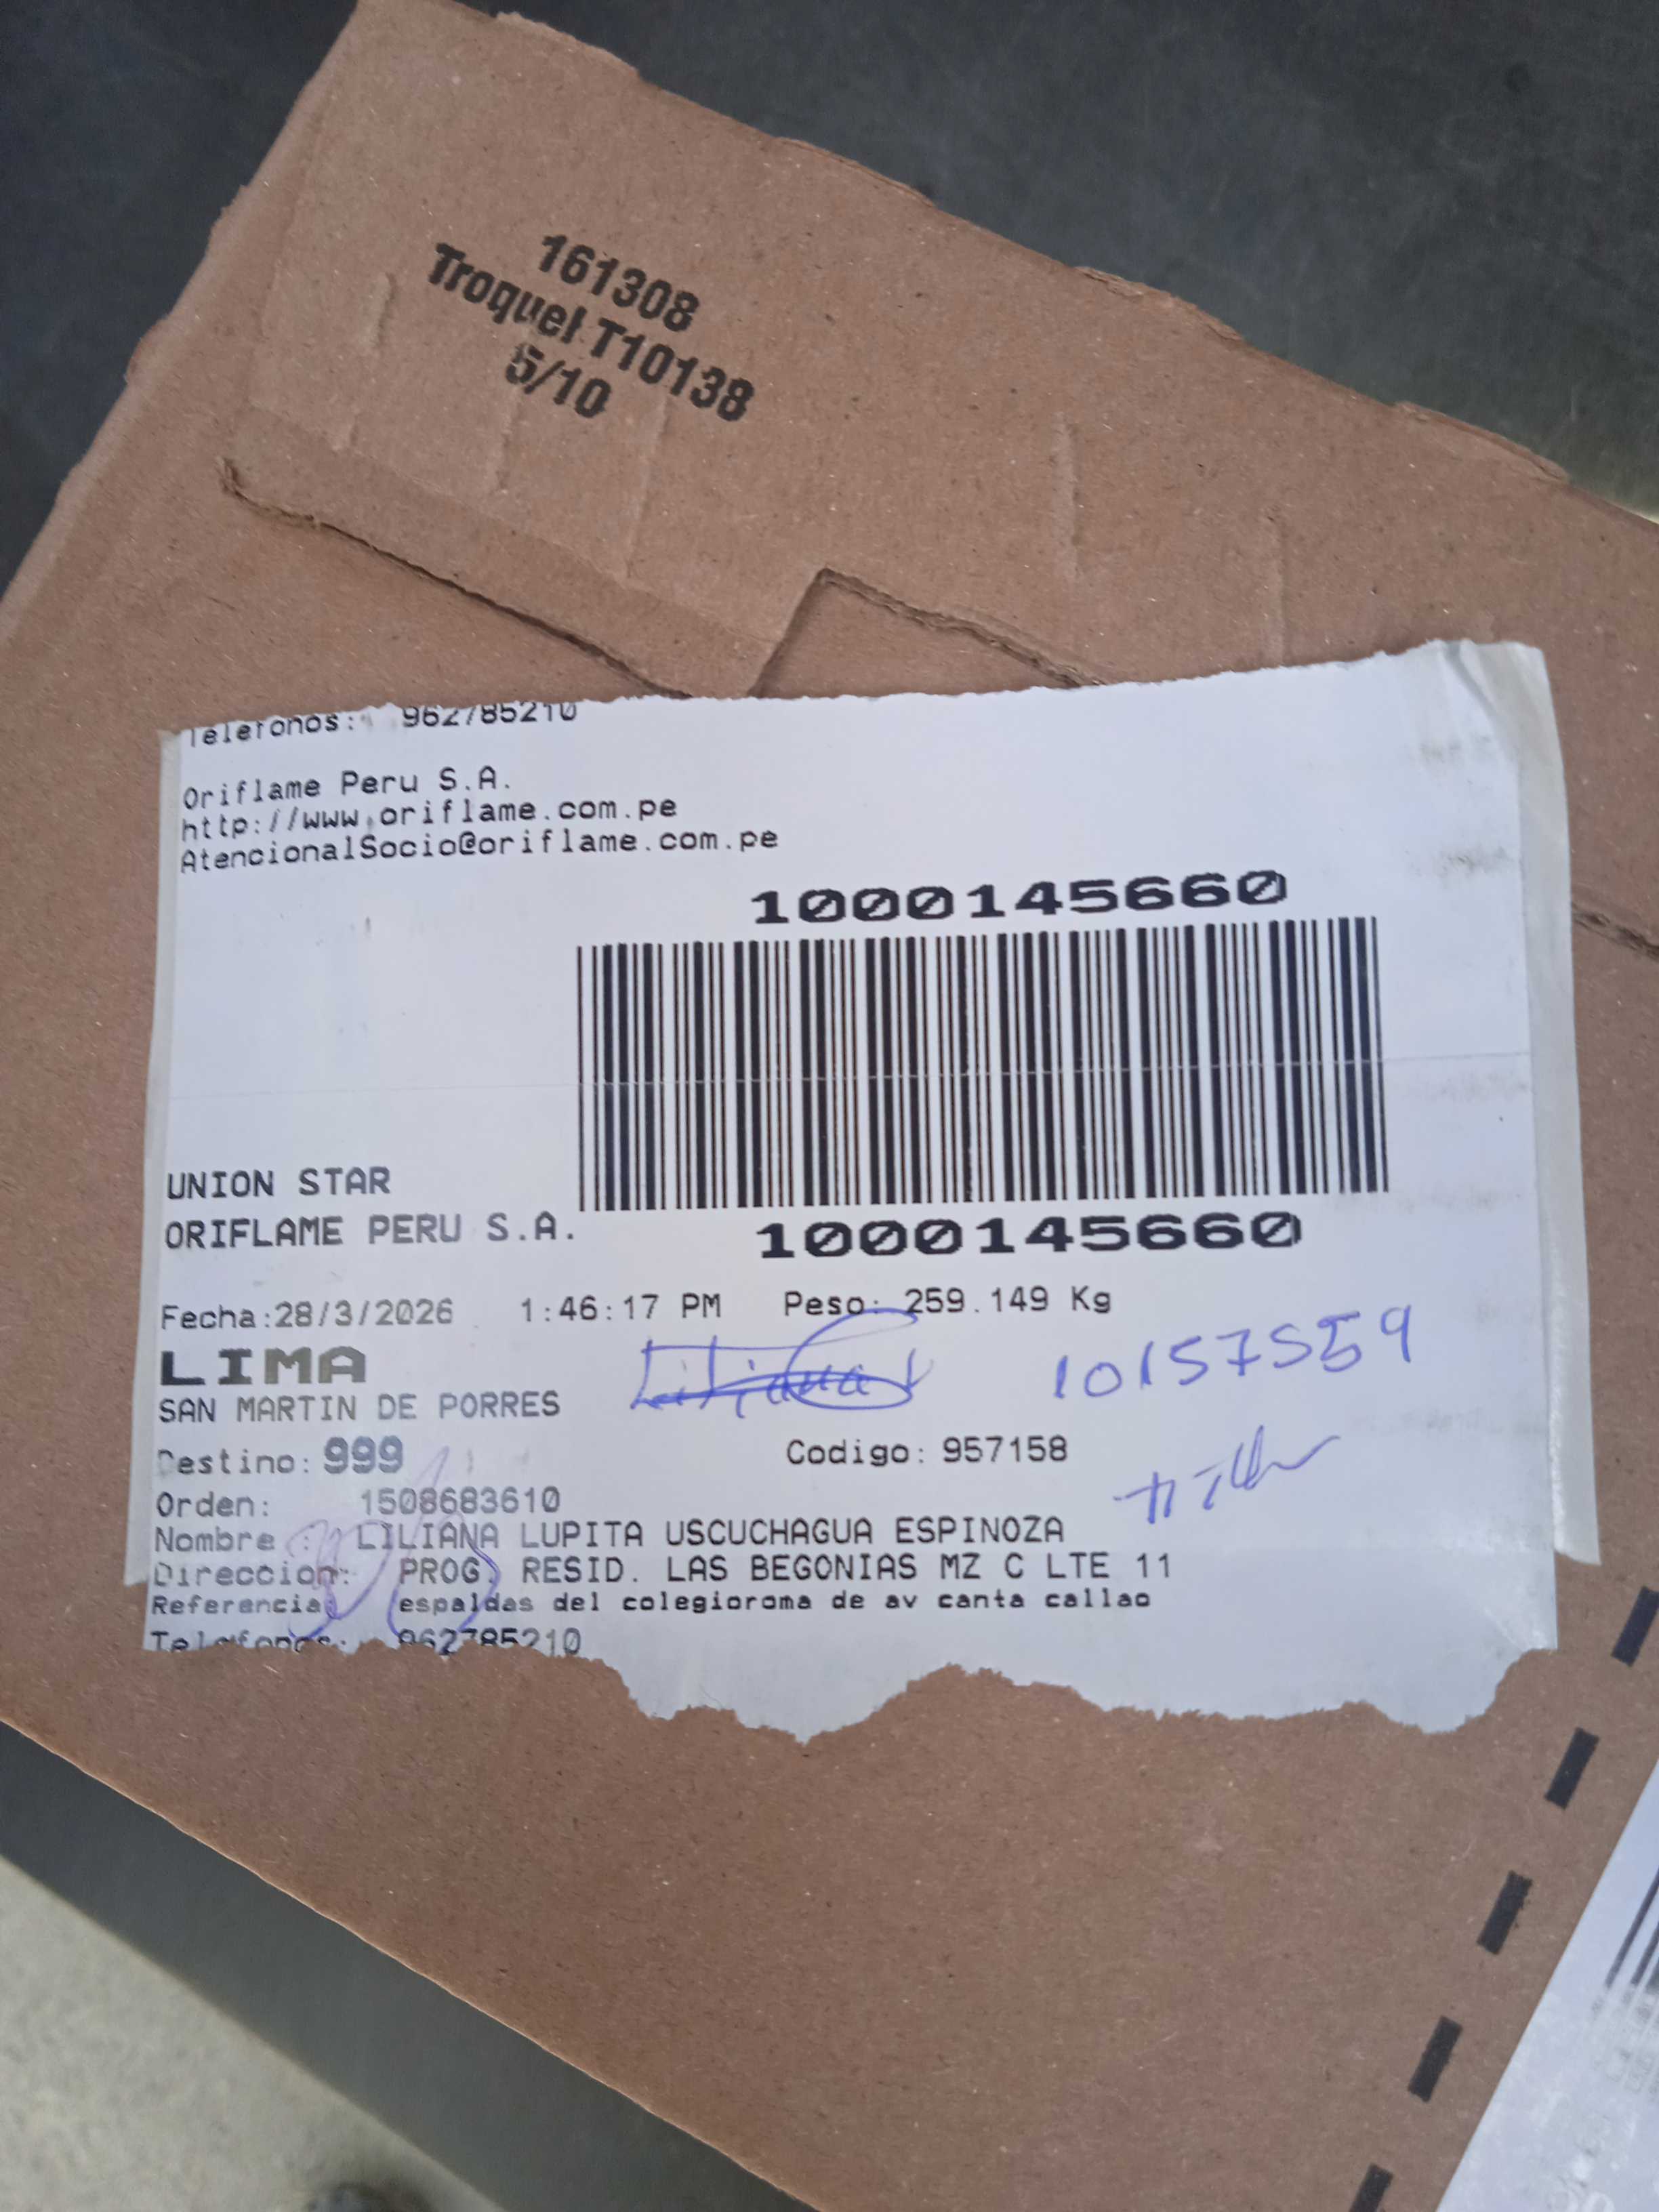 161308
Troquel T10138
5/10
Telefonos: 962785210
Oriflame Peru S.A.
http://www.oriflame.com.pe
AtencionalSocio@oriflame.com.pe
1000145660
UNION STAR
ORIFLAME PERU S.A.
1000145660
Fecha:28/3/2026 1:46:17 PM Peso: 259.149 Kg
LIMA
Liliana 10157559
SAN MARTIN DE PORRES
Destino: 999 Codigo: 957158
Orden: 1508683610
Nombre : LILIANA LUPITA USCUCHAGUA ESPINOZA
Direccion: PROG. RESID. LAS BEGONIAS MZ C LTE 11
Referencia: espaldas del colegioroma de av canta callao
Telefonos: 962785210